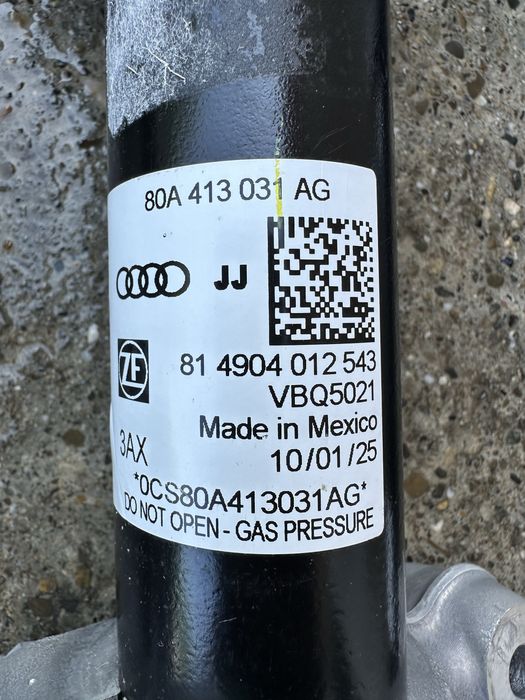 80A 413 031 AG
JJ
ZF
81 4904 012 543
VBQ5021
Made in Mexico
3AX
10/01/25
*0CS80A413031AG*
DO NOT OPEN - GAS PRESSURE